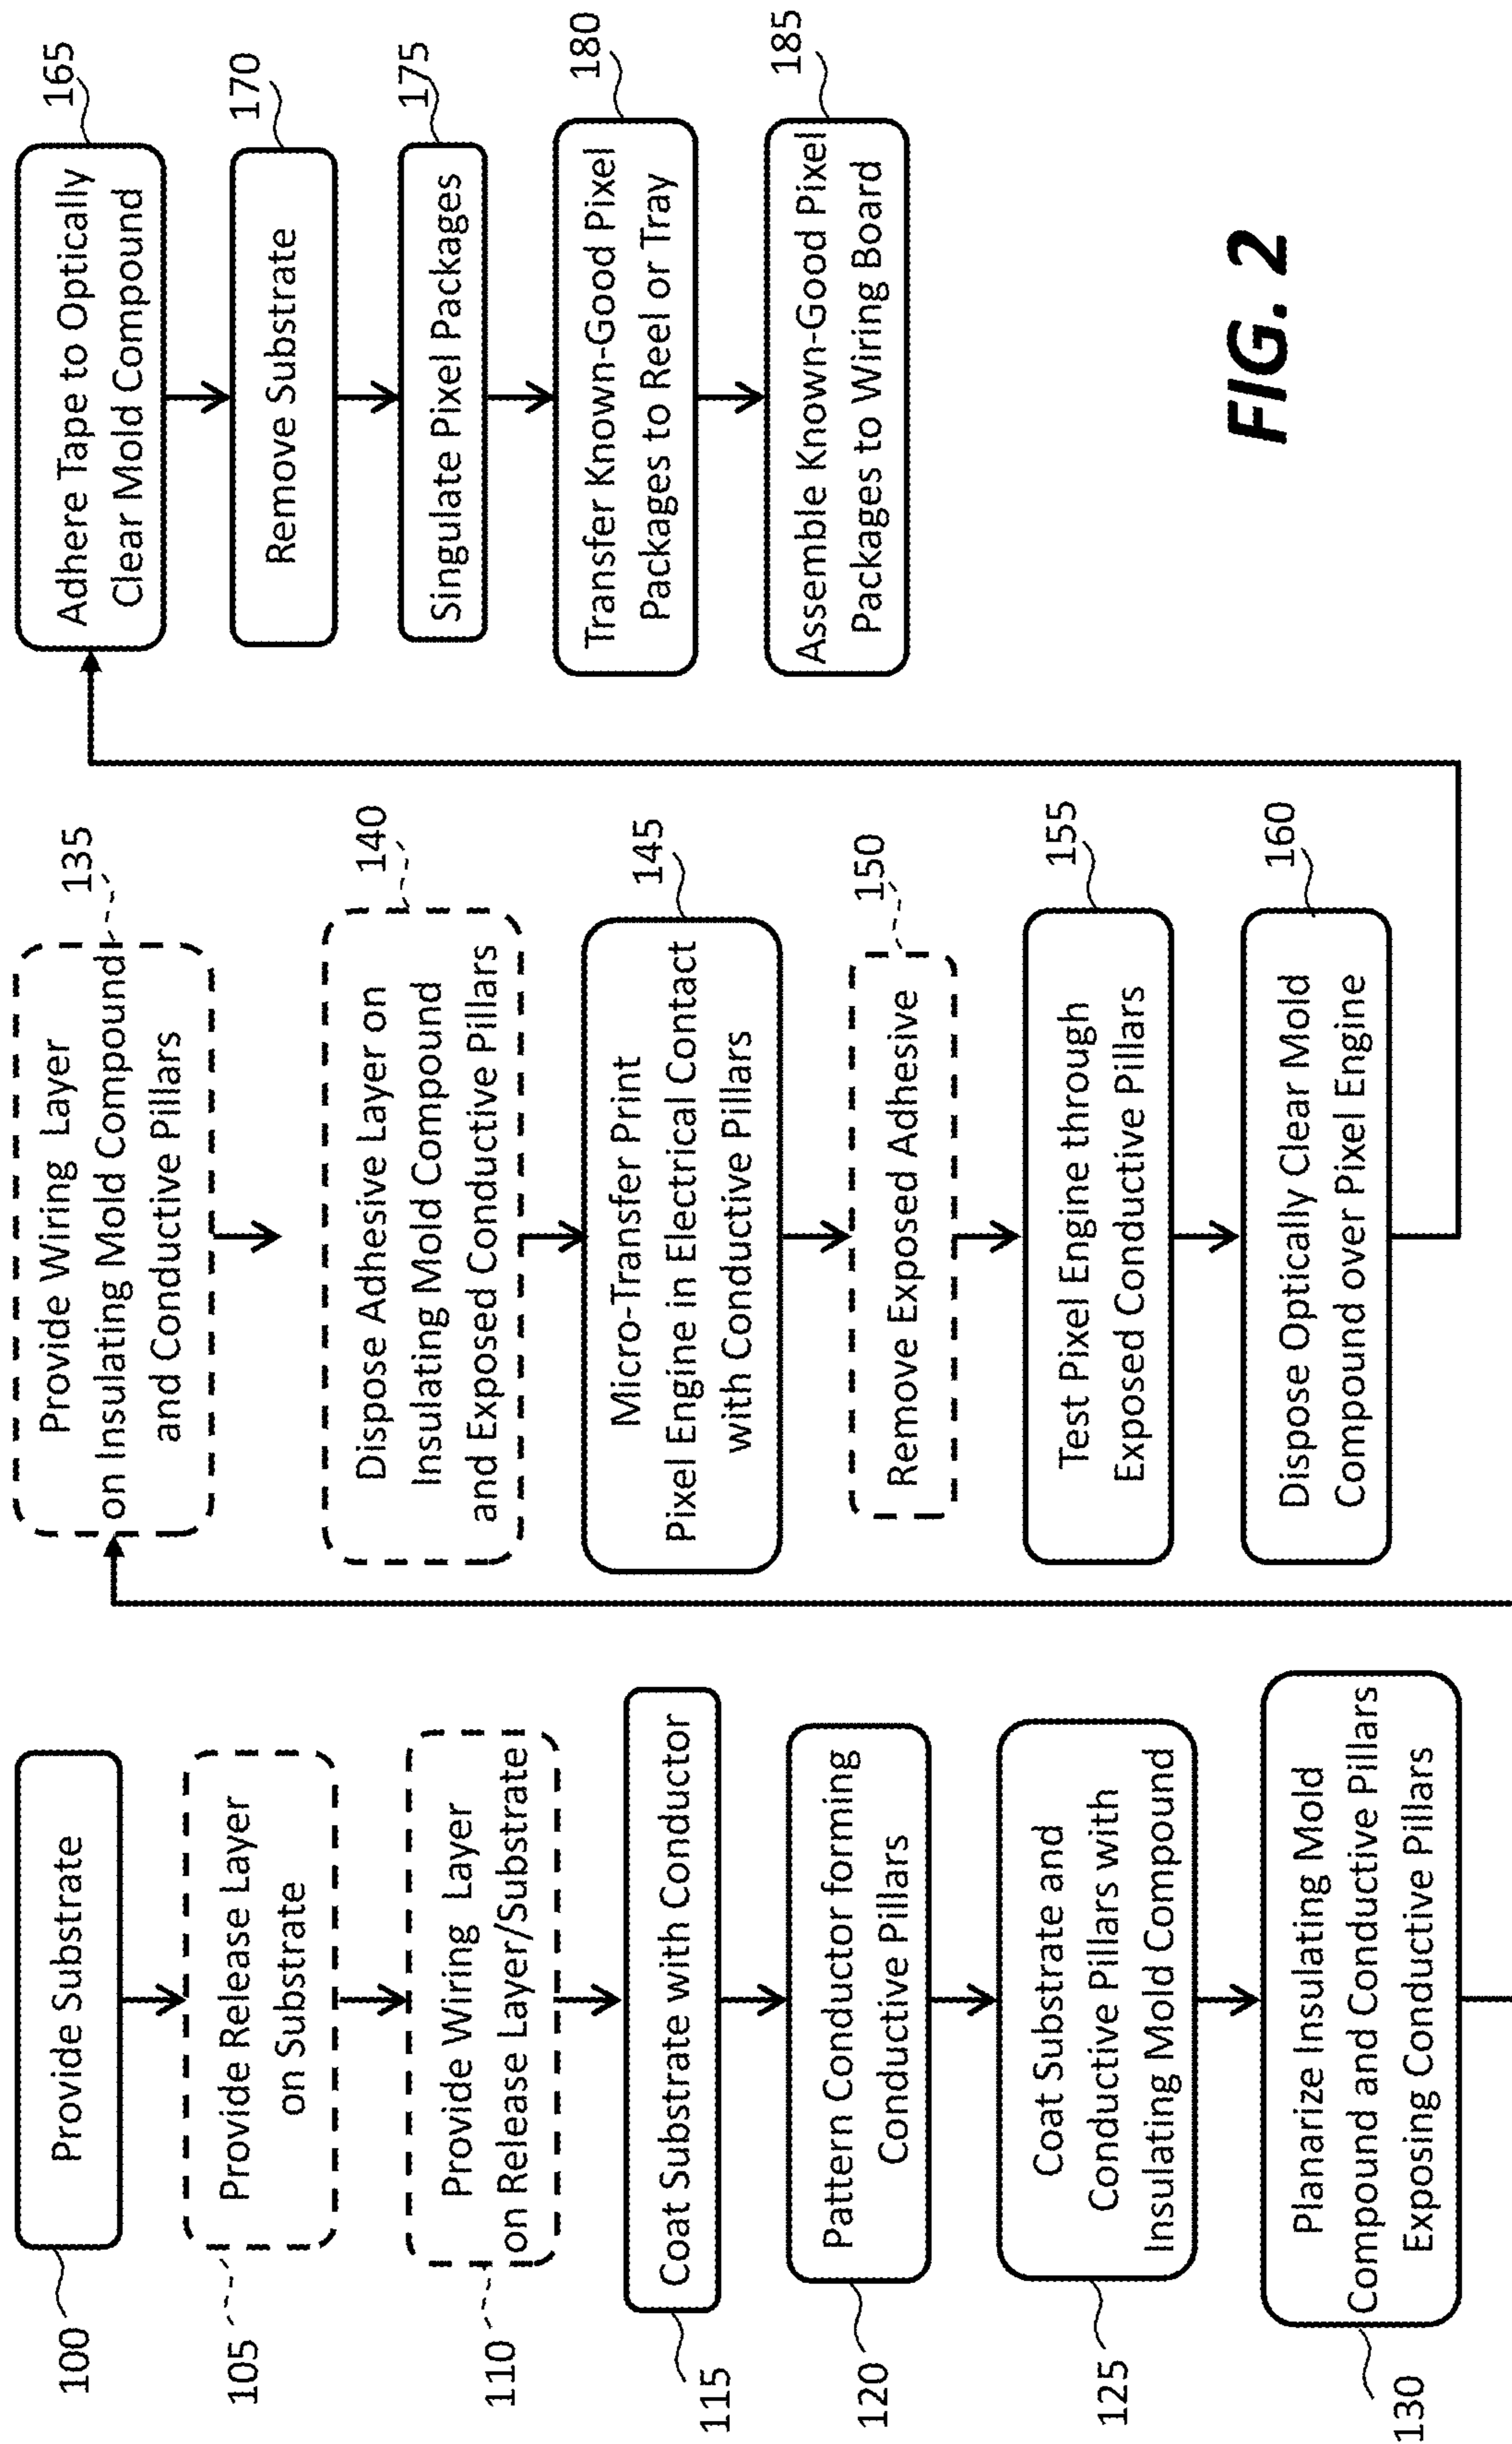 100
Provide Substrate
105
Provide Release Layer
on Substrate
110
Provide Wiring Layer
on Release Layer/Substrate
115
Coat Substrate with Conductor
120
Pattern Conductor forming
Conductive Pillars
125
Coat Substrate and
Conductive Pillars with
Insulating Mold Compound
130
Planarize Insulating Mold
Compound and Conductive Pillars
Exposing Conductive Pillars
135
Provide Wiring Layer
on Insulating Mold Compound
and Conductive Pillars
140
Dispose Adhesive Layer on
Insulating Mold Compound
and Exposed Conductive Pillars
145
Micro-Transfer Print
Pixel Engine in Electrical Contact
with Conductive Pillars
150
Remove Exposed Adhesive
155
Test Pixel Engine through
Exposed Conductive Pillars
160
Dispose Optically Clear Mold
Compound over Pixel Engine
165
Adhere Tape to Optically
Clear Mold Compound
170
Remove Substrate
175
Singulate Pixel Packages
180
Transfer Known-Good Pixel
Packages to Reel or Tray
185
Assemble Known-Good Pixel
Packages to Wiring Board
FIG. 2